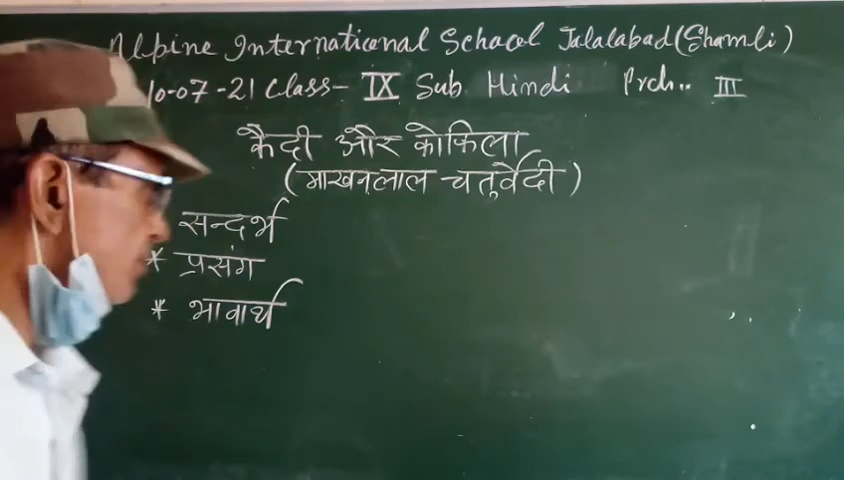 Alpine International School Jalalabad(Shamli)
10-07-21 Class- IX Sub Hindi Prch.. III
कैदी और कोकिला
(माखनलाल चतुर्वेदी)
सन्दर्भ
* प्रसंग
* भावार्थ